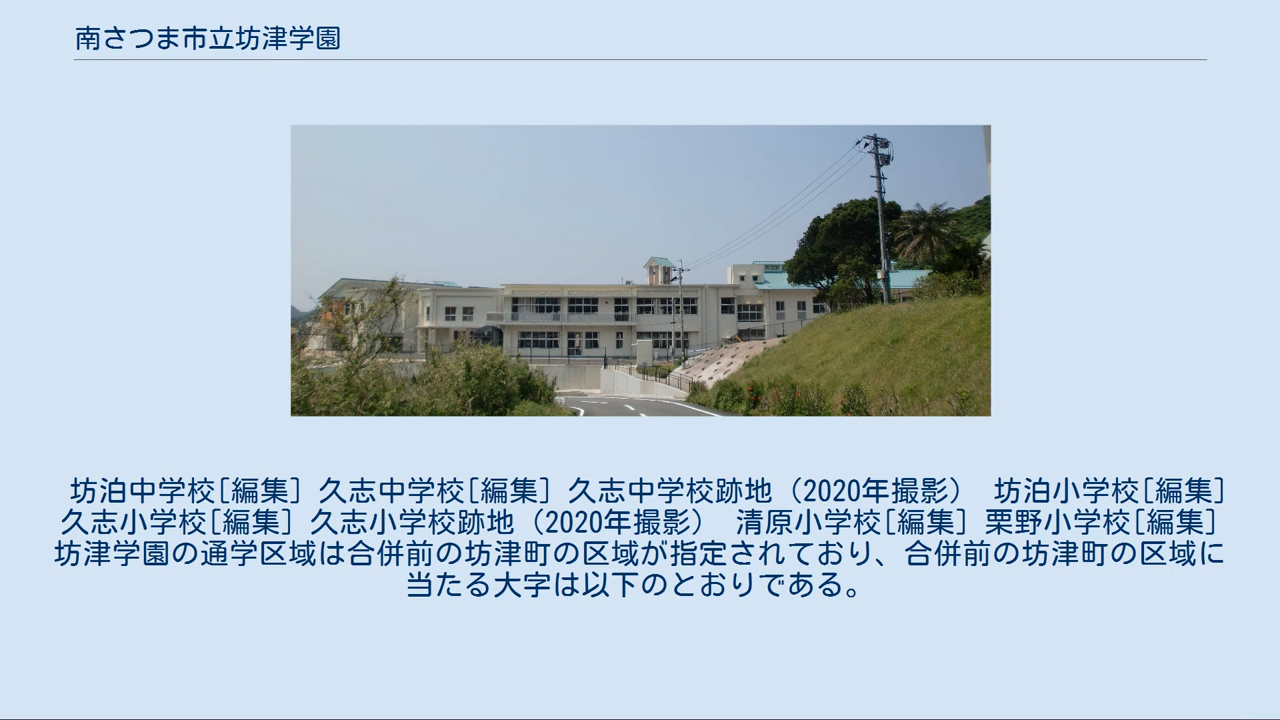 南さつま市立坊津学園
坊泊中学校[編集] 久志中学校[編集] 久志中学校跡地（2020年撮影） 坊泊小学校[編集]
久志小学校[編集] 久志小学校跡地（2020年撮影） 清原小学校[編集] 栗野小学校[編集]
坊津学園の通学区域は合併前の坊津町の区域が指定されており、合併前の坊津町の区域に
当たる大字は以下のとおりである。